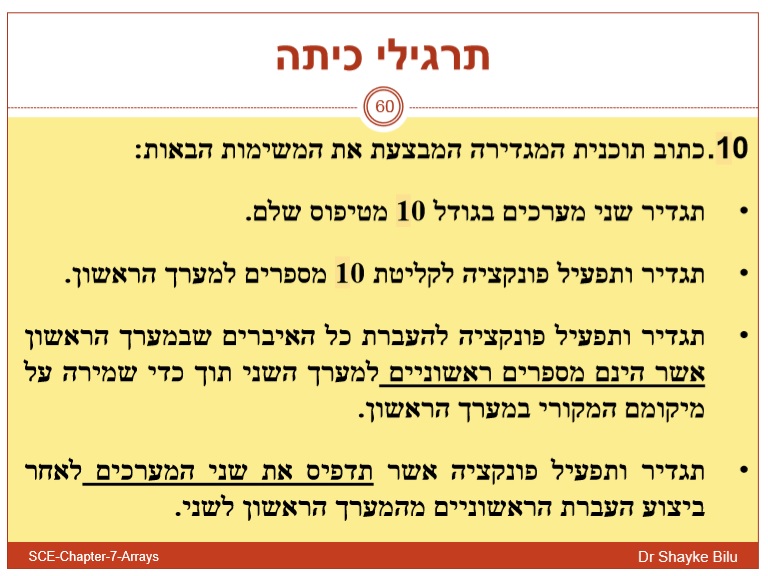 תרגילי כיתה
60
10. כתוב תוכנית המגדירה המבצעת את המשימות הבאות:
• תגדיר שני מערכים בגודל 10 מטיפוס שלם.
• תגדיר ותפעיל פונקציה לקליטת 10 מספרים למערך הראשון.
• תגדיר ותפעיל פונקציה להעברת כל האיברים שבמערך הראשון
אשר הינם מספרים ראשוניים למערך השני תוך כדי שמירה על
מיקומם המקורי במערך הראשון.
• תגדיר ותפעיל פונקציה אשר תדפיס את שני המערכים לאחר
ביצוע העברת הראשוניים מהמערך הראשון לשני.
SCE-Chapter-7-Arrays
Dr Shayke Bilu